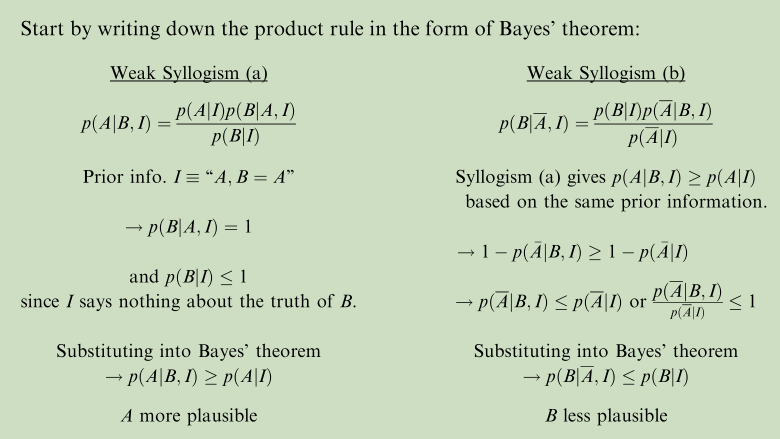 Start by writing down the product rule in the form of Bayes' theorem:
Weak Syllogism (a)
p(A|B, I) = p(A|I)p(B|A, I) / p(B|I)
Prior info. I ≡ “A, B = A”
→ p(B|A, I) = 1
and p(B|I) ≤ 1
since I says nothing about the truth of B.
Substituting into Bayes' theorem
→ p(A|B, I) ≥ p(A|I)
A more plausible
Weak Syllogism (b)
p(B|A̅, I) = p(B|I)p(A̅|B, I) / p(A̅|I)
Syllogism (a) gives p(A|B, I) ≥ p(A|I)
based on the same prior information.
→ 1 − p(Ā|B, I) ≥ 1 − p(Ā|I)
→ p(A̅|B, I) ≤ p(A̅|I) or p(A̅|B, I) / p(A̅|I) ≤ 1
Substituting into Bayes' theorem
→ p(B|A̅, I) ≤ p(B|I)
B less plausible